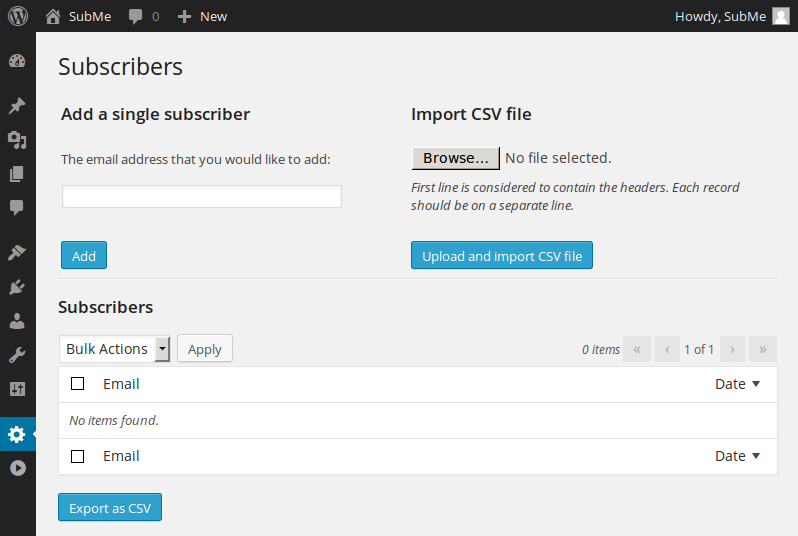 SubMe 0 New Howdy, SubMe
Subscribers
Add a single subscriber
The email address that you would like to add:
Add
Import CSV file
Browse... No file selected.
First line is considered to contain the headers. Each record
should be on a separate line.
Upload and import CSV file
Subscribers
Bulk Actions Apply 0 items « ‹ 1 of 1 › »
Email Date
No items found.
Email Date
Export as CSV